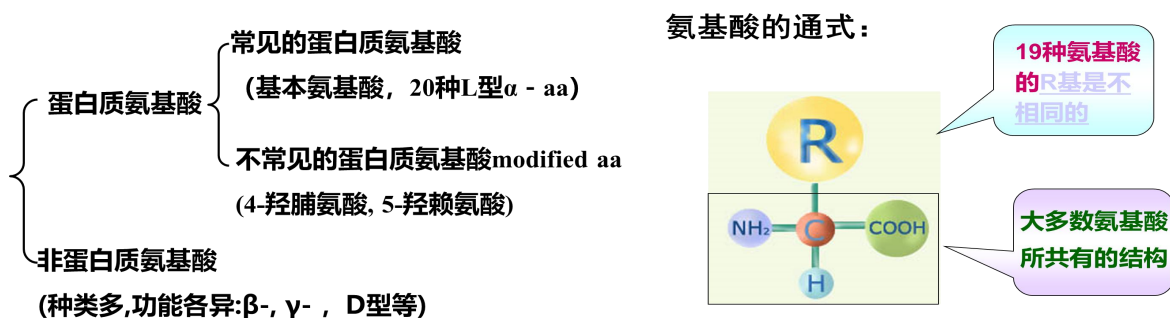 常见的蛋白质氨基酸
(基本氨基酸，20种L型α - aa)
蛋白质氨基酸
不常见的蛋白质氨基酸modified aa
(4-羟脯氨酸, 5-羟赖氨酸)
非蛋白质氨基酸
(种类多,功能各异:β-, γ- ，D型等)
氨基酸的通式：
19种氨基酸
的R基是不
相同的
R
NH₂
C
COOH
H
大多数氨基酸
所共有的结构